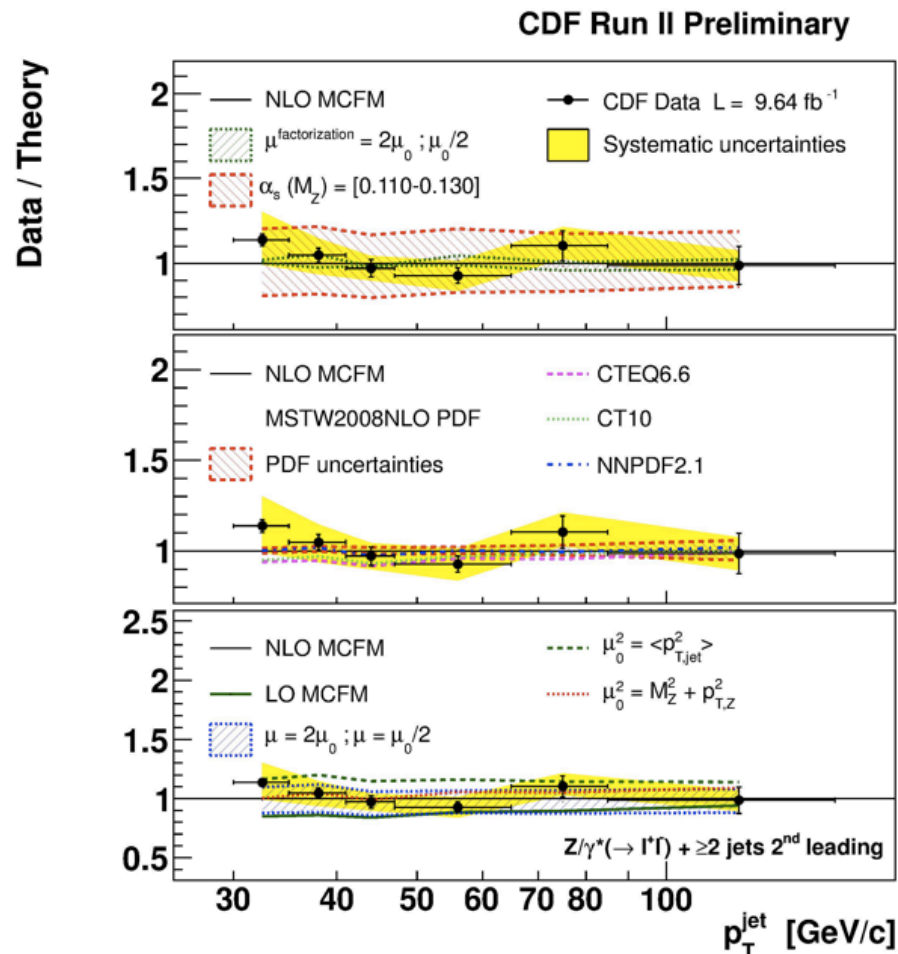 CDF Run II Preliminary
Data / Theory
2
1.5
1
NLO MCFM
μ^factorization = 2μ₀ ; μ₀/2
αₛ (M_Z) = [0.110-0.130]
CDF Data L = 9.64 fb⁻¹
Systematic uncertainties
2
1.5
1
NLO MCFM
MSTW2008NLO PDF
PDF uncertainties
CTEQ6.6
CT10
NNPDF2.1
2.5
2
1.5
1
0.5
NLO MCFM
LO MCFM
μ = 2μ₀ ; μ = μ₀/2
μ₀² = <p²_T,jet>
μ₀² = M_Z² + p²_T,Z
Z/γ*(→ l⁺l⁻) + ≥2 jets 2nd leading
30 40 50 60 70 80 100
p_T^jet [GeV/c]